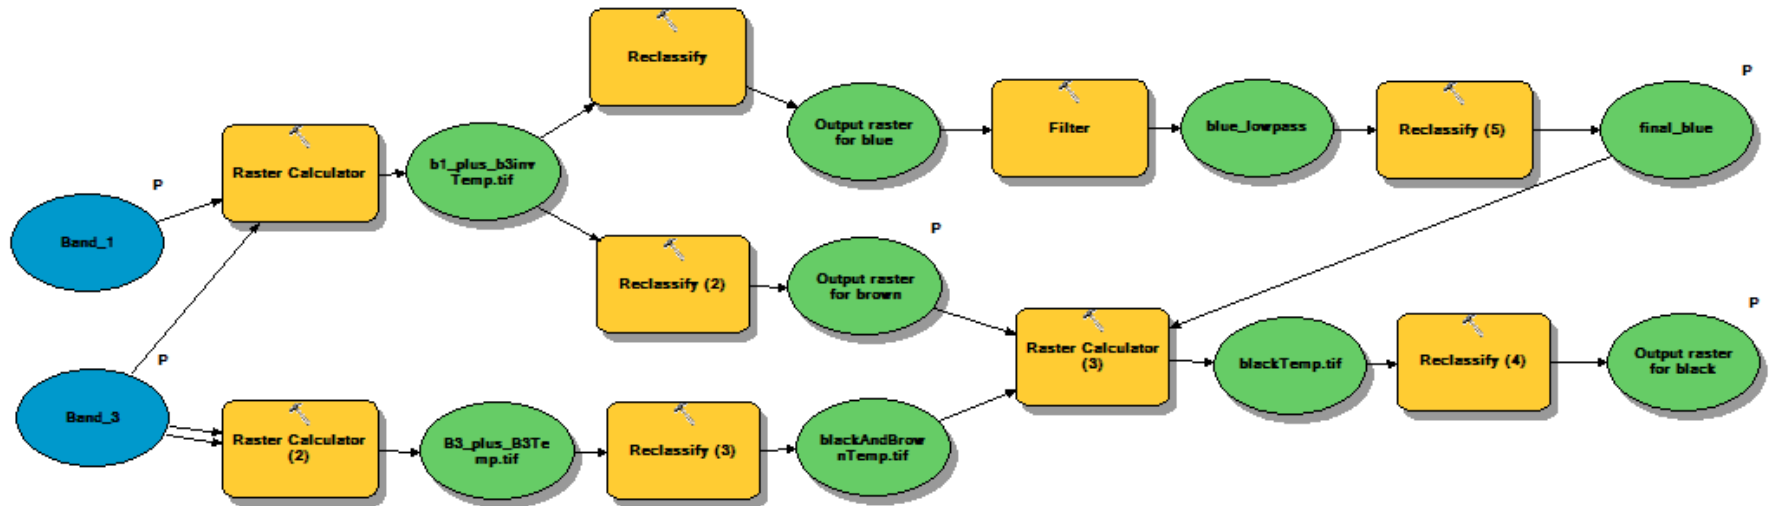 Reclassify
P
Output raster
for blue
Filter
blue_lowpass
Reclassify (5)
final_blue
P
Raster Calculator
b1_plus_b3inv
Temp.tif
P
Band_1
Reclassify (2)
Output raster
for brown
P
Raster Calculator
(3)
blackTemp.tif
Reclassify (4)
Output raster
for black
P
P
Band_3
Raster Calculator
(2)
B3_plus_B3Te
mp.tif
Reclassify (3)
blackAndBrow
nTemp.tif